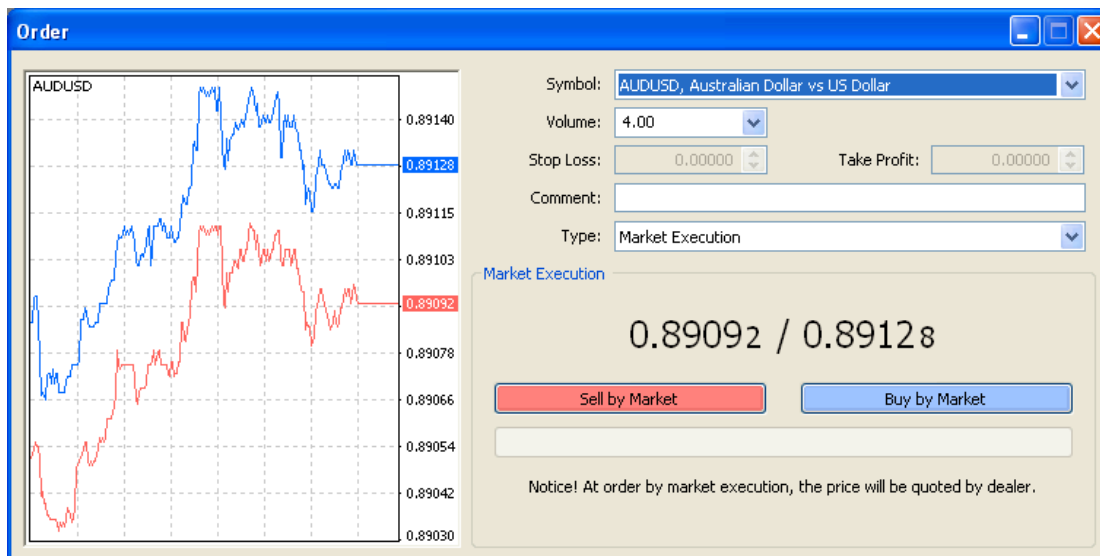 Order
AUDUSD
0.89140
0.89128
0.89115
0.89103
0.89092
0.89078
0.89066
0.89054
0.89042
0.89030
Symbol: AUDUSD, Australian Dollar vs US Dollar
Volume: 4.00
Stop Loss: 0.00000 Take Profit: 0.00000
Comment:
Type: Market Execution
Market Execution
0.89092 / 0.89128
Sell by Market Buy by Market
Notice! At order by market execution, the price will be quoted by dealer.